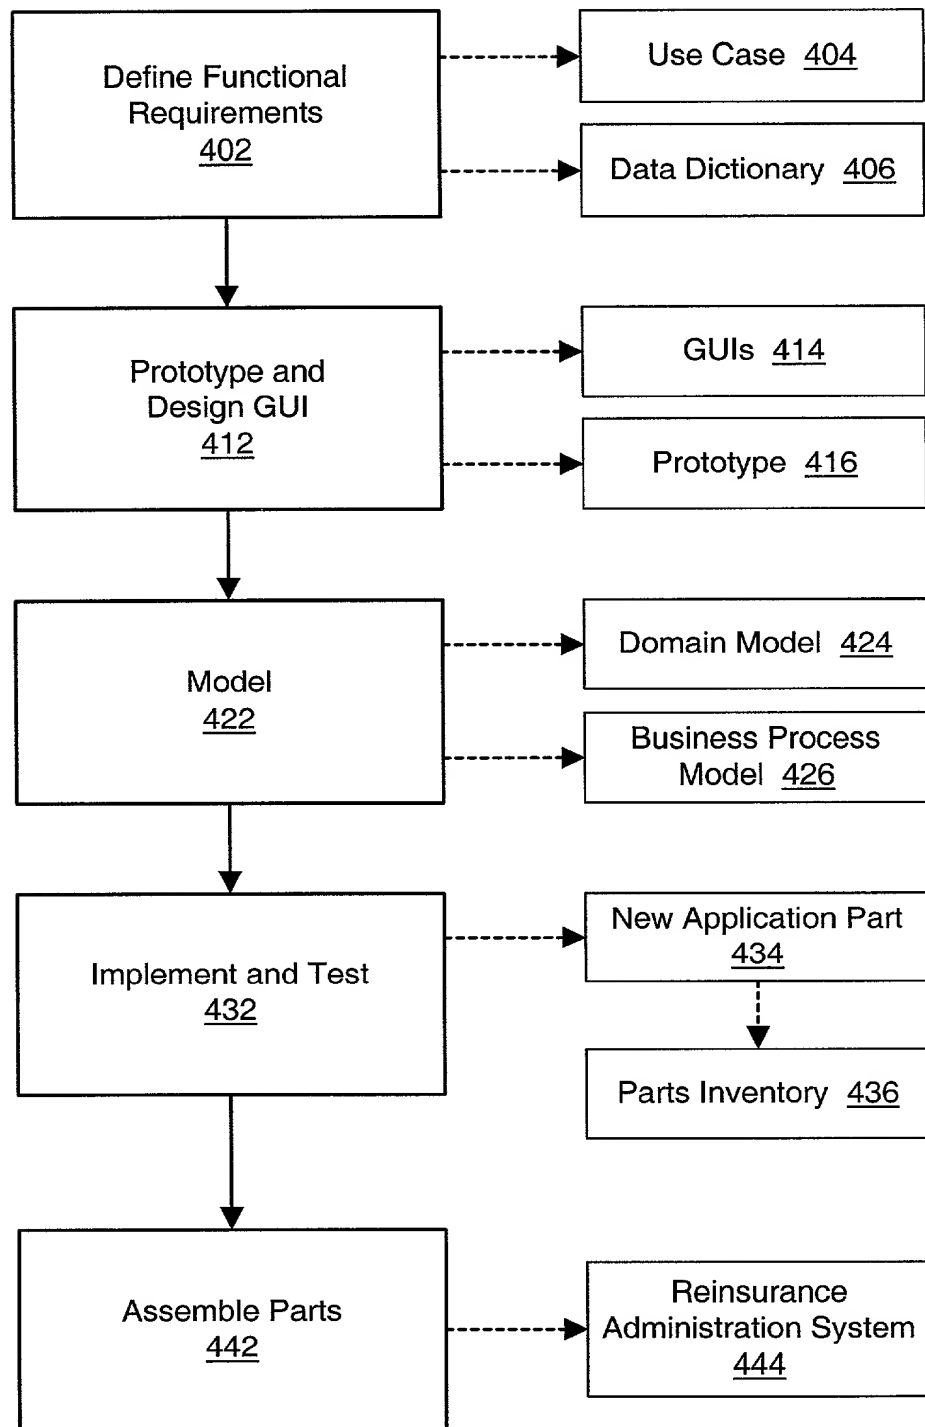 Define Functional
Requirements
402
Use Case 404
Data Dictionary 406
Prototype and
Design GUI
412
GUIs 414
Prototype 416
Model
422
Domain Model 424
Business Process
Model 426
Implement and Test
432
New Application Part
434
Parts Inventory 436
Assemble Parts
442
Reinsurance
Administration System
444